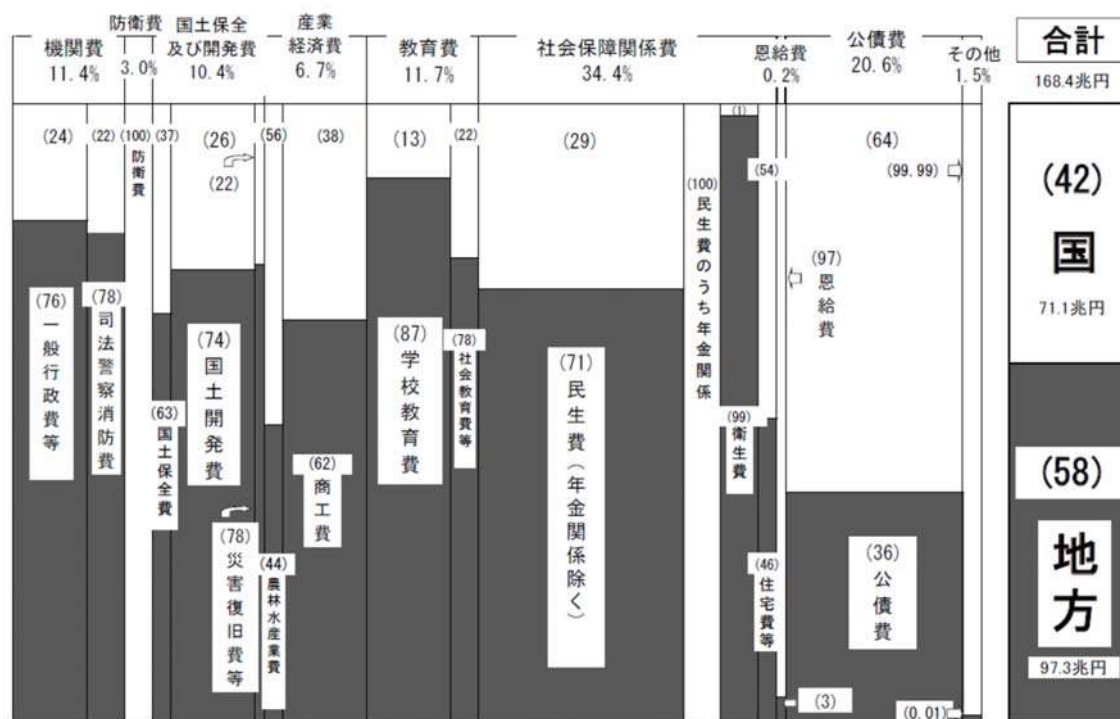 機関費
11.4%
防衛費
3.0%
国土保全
及び開発費
10.4%
産業
経済費
6.7%
教育費
11.7%
社会保障関係費
34.4%
恩給費
0.2%
公債費
20.6%
その他
1.5%
合計
168.4兆円
(24)
(22)
(100)
防衛費
(37)
(26)
(22)
(56)
(38)
(13)
(22)
(29)
(100)
民生費のうち年金関係
(1)
(54)
(64)
(99.99)
(97)
恩給費
(42)
国
71.1兆円
(76)
一般行政費等
(78)
司法警察消防費
(63)
国土保全費
(74)
国土開発費
(78)
災害復旧費等
(44)
農林水産業費
(62)
商工費
(87)
学校教育費
(78)
社会教育費等
(71)
民生費(年金関係除く)
(99)
衛生費
(46)
住宅費等
(3)
(36)
公債費
(0.01)
(58)
地方
97.3兆円